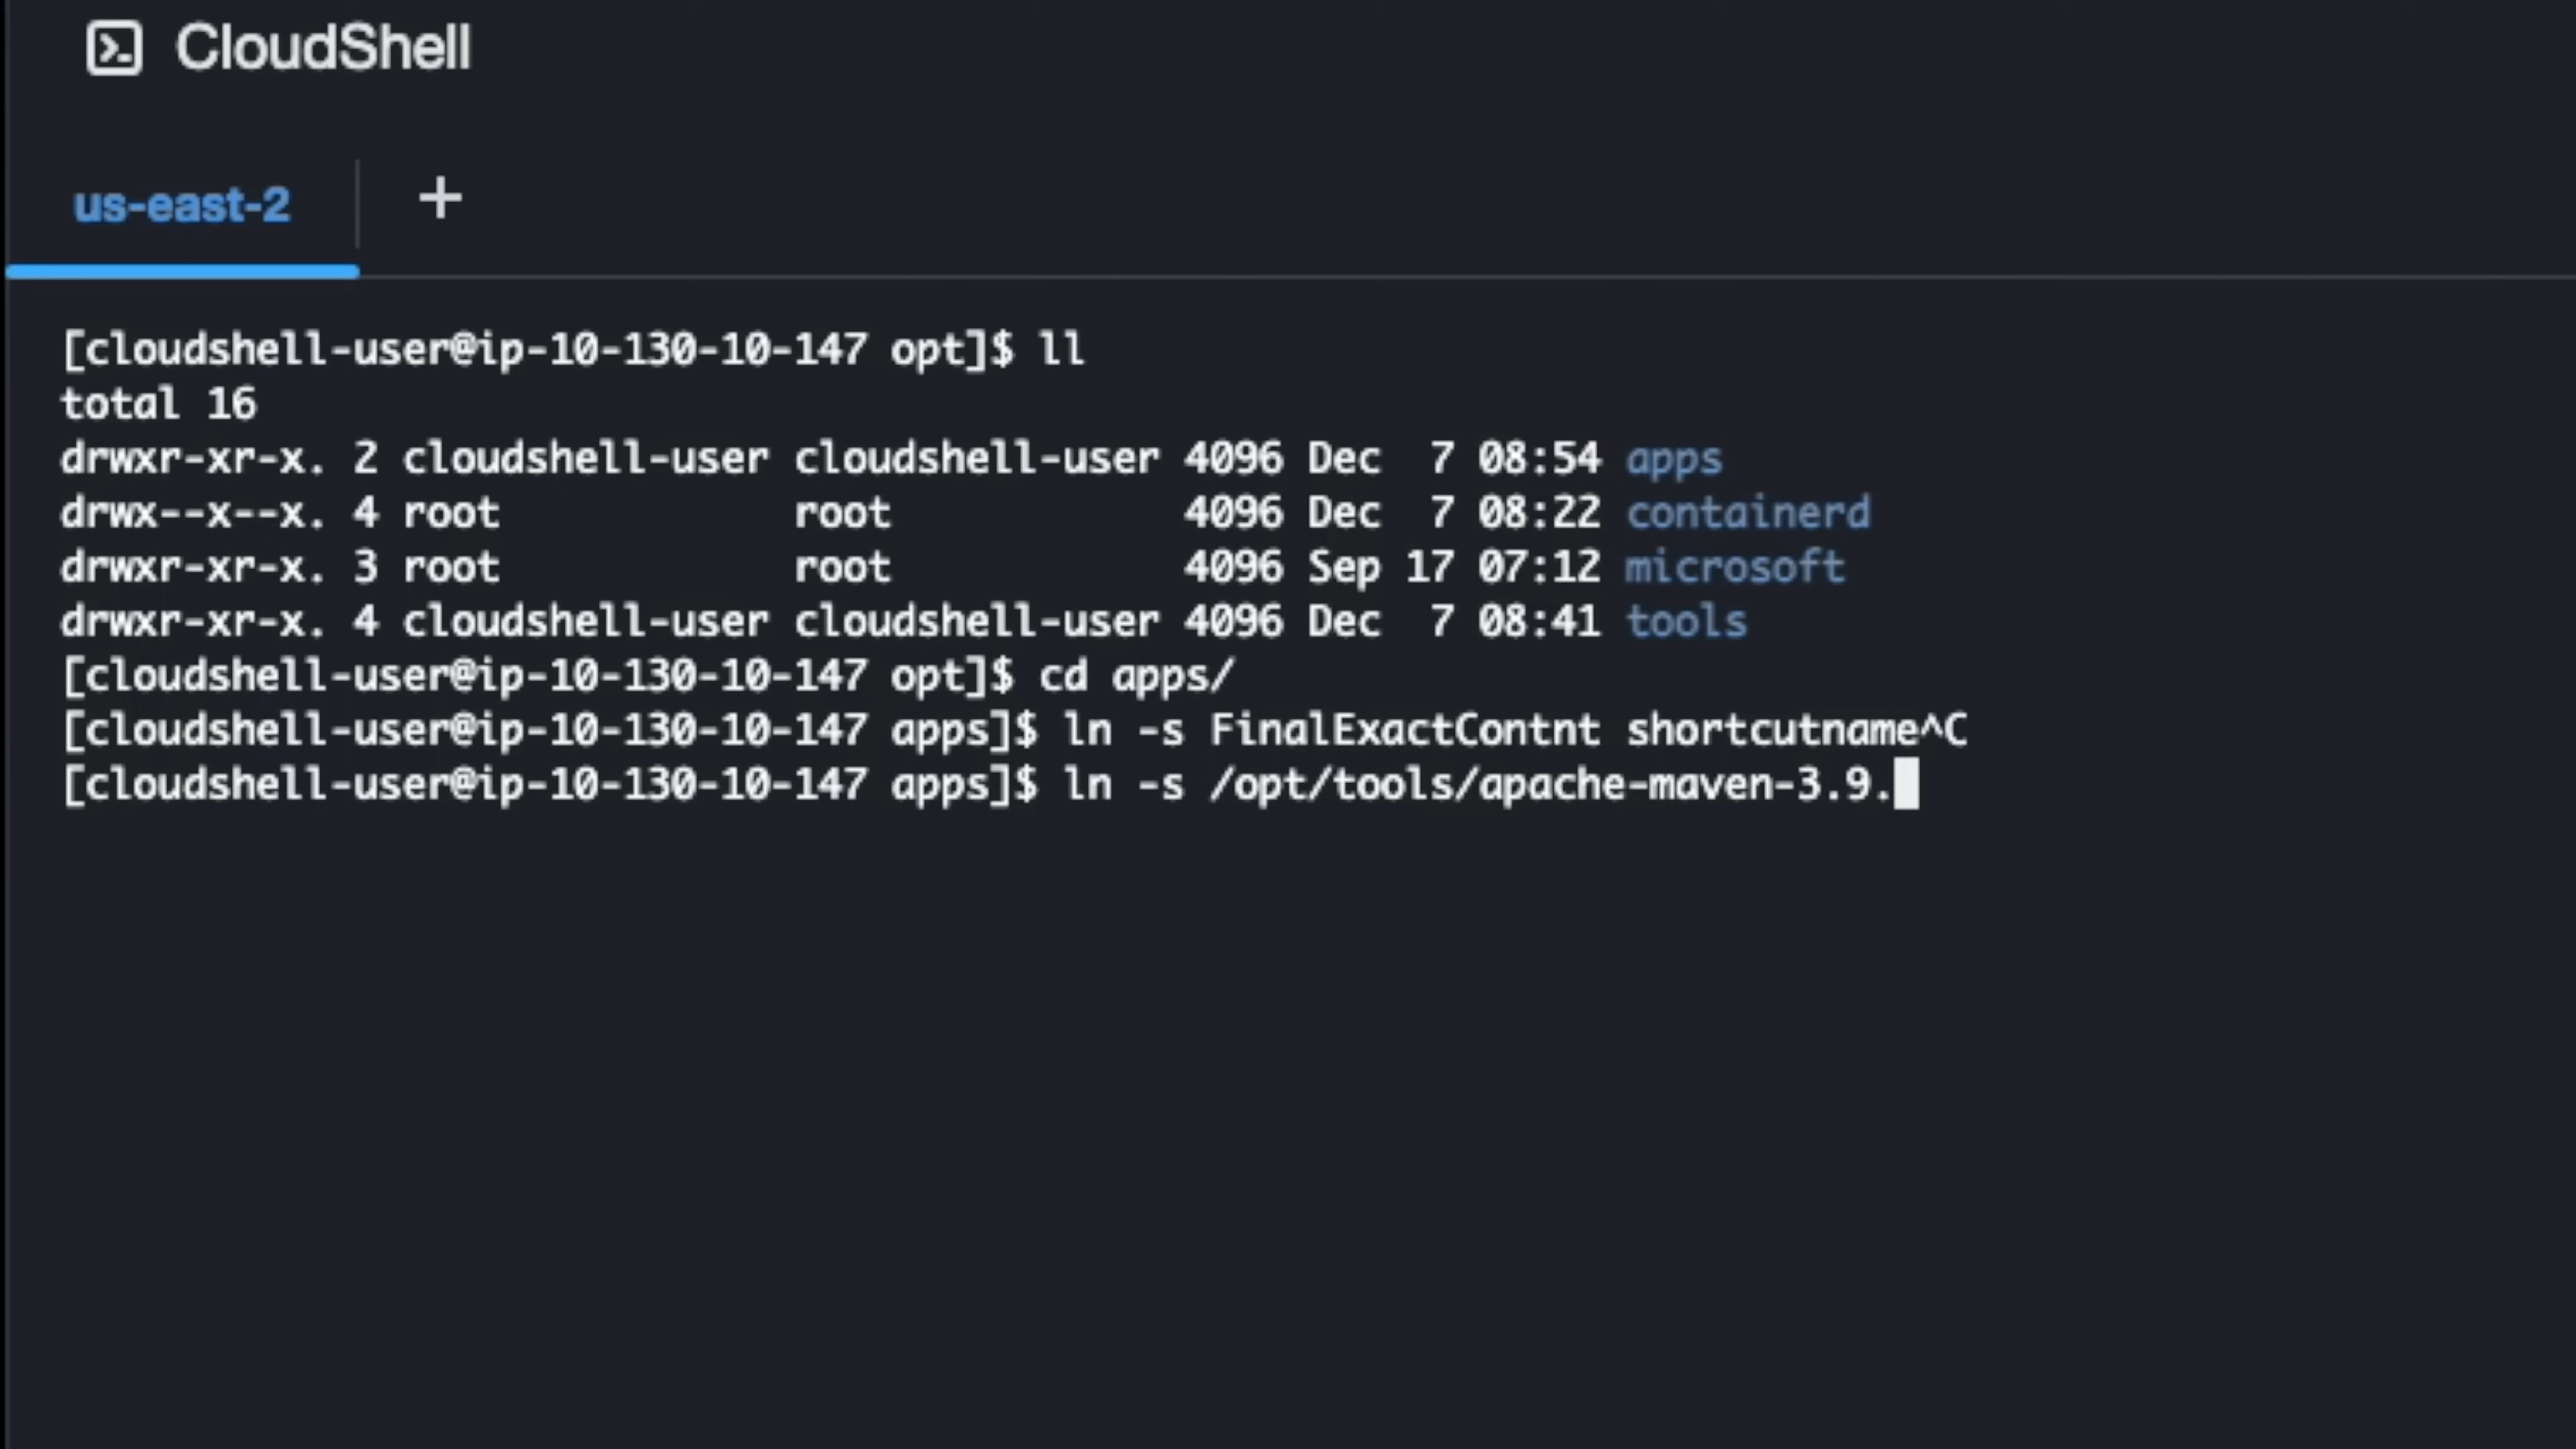 CloudShell
us-east-2 +
[cloudshell-user@ip-10-130-10-147 opt]$ ll
total 16
drwxr-xr-x. 2 cloudshell-user cloudshell-user 4096 Dec  7 08:54 apps
drwx--x--x. 4 root            root            4096 Dec  7 08:22 containerd
drwxr-xr-x. 3 root            root            4096 Sep 17 07:12 microsoft
drwxr-xr-x. 4 cloudshell-user cloudshell-user 4096 Dec  7 08:41 tools
[cloudshell-user@ip-10-130-10-147 opt]$ cd apps/
[cloudshell-user@ip-10-130-10-147 apps]$ ln -s FinalExactContnt shortcutname^C
[cloudshell-user@ip-10-130-10-147 apps]$ ln -s /opt/tools/apache-maven-3.9.